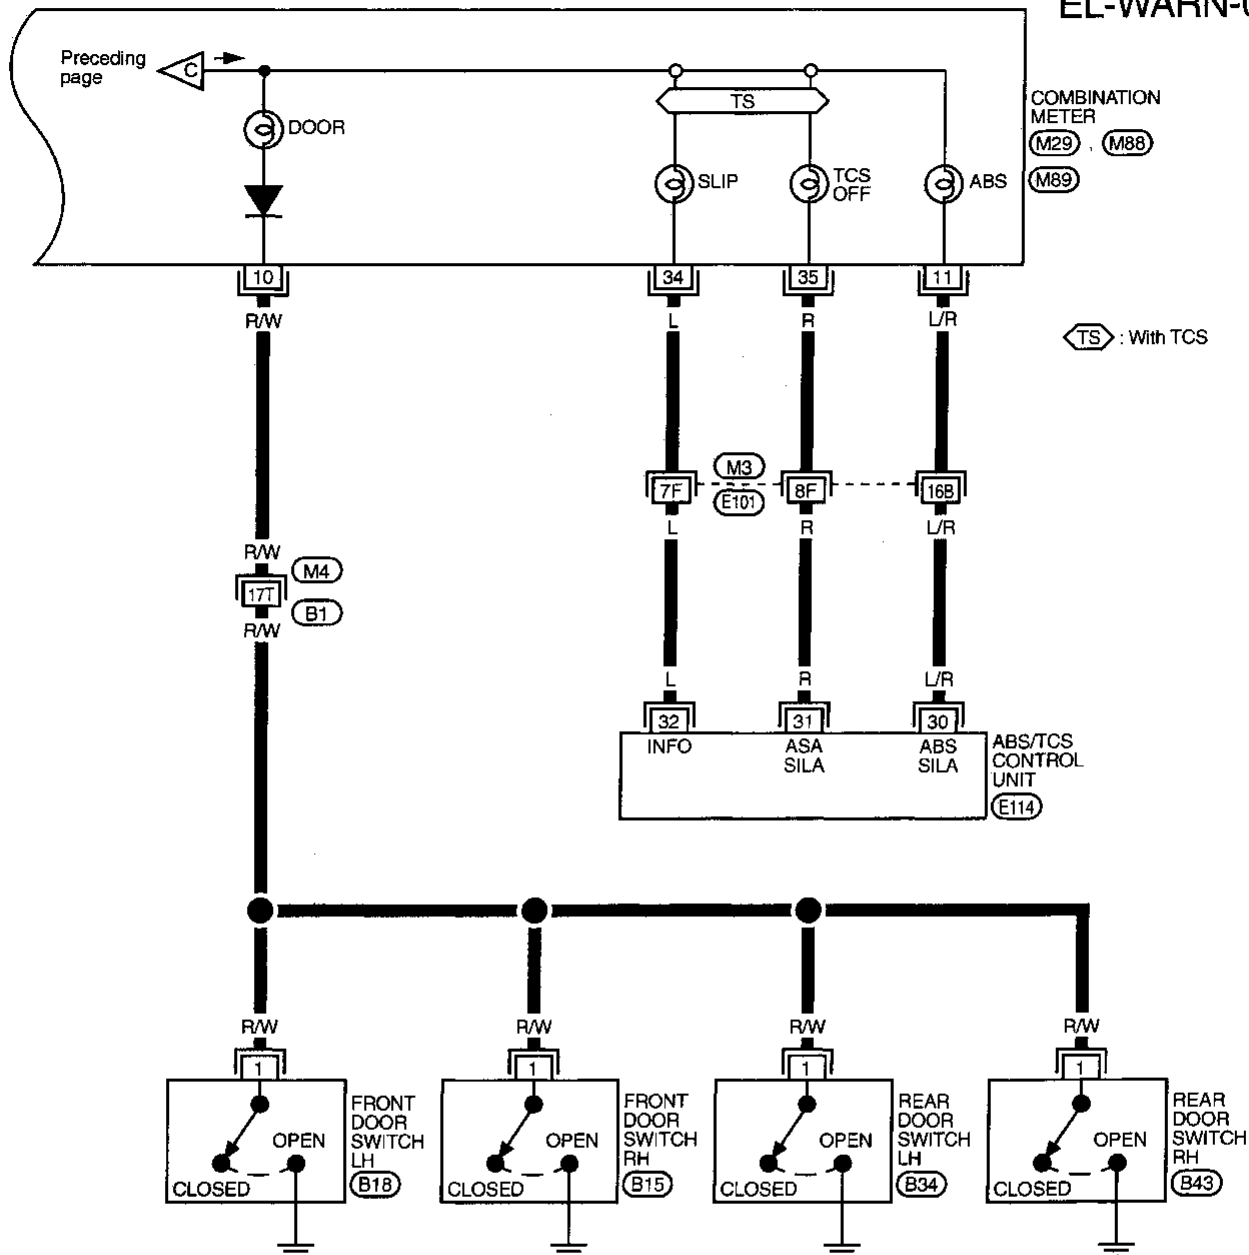 EL-WARN-
Preceding
page
C
TS
DOOR
COMBINATION
METER
M29 , M88
M89
SLIP
TCS
OFF
ABS
10
34
35
11
R/W
L
R
L/R
TS : With TCS
M3
7F
8F
16B
E101
L
R
L/R
R/W
M4
17T
B1
R/W
L
R
L/R
32
31
30
INFO
ASA
SILA
ABS
SILA
ABS/TCS
CONTROL
UNIT
E114
R/W
R/W
R/W
R/W
1
1
1
1
FRONT
DOOR
SWITCH
LH
B18
OPEN
CLOSED
FRONT
DOOR
SWITCH
RH
B15
OPEN
CLOSED
REAR
DOOR
SWITCH
LH
B34
OPEN
CLOSED
REAR
DOOR
SWITCH
RH
B43
OPEN
CLOSED